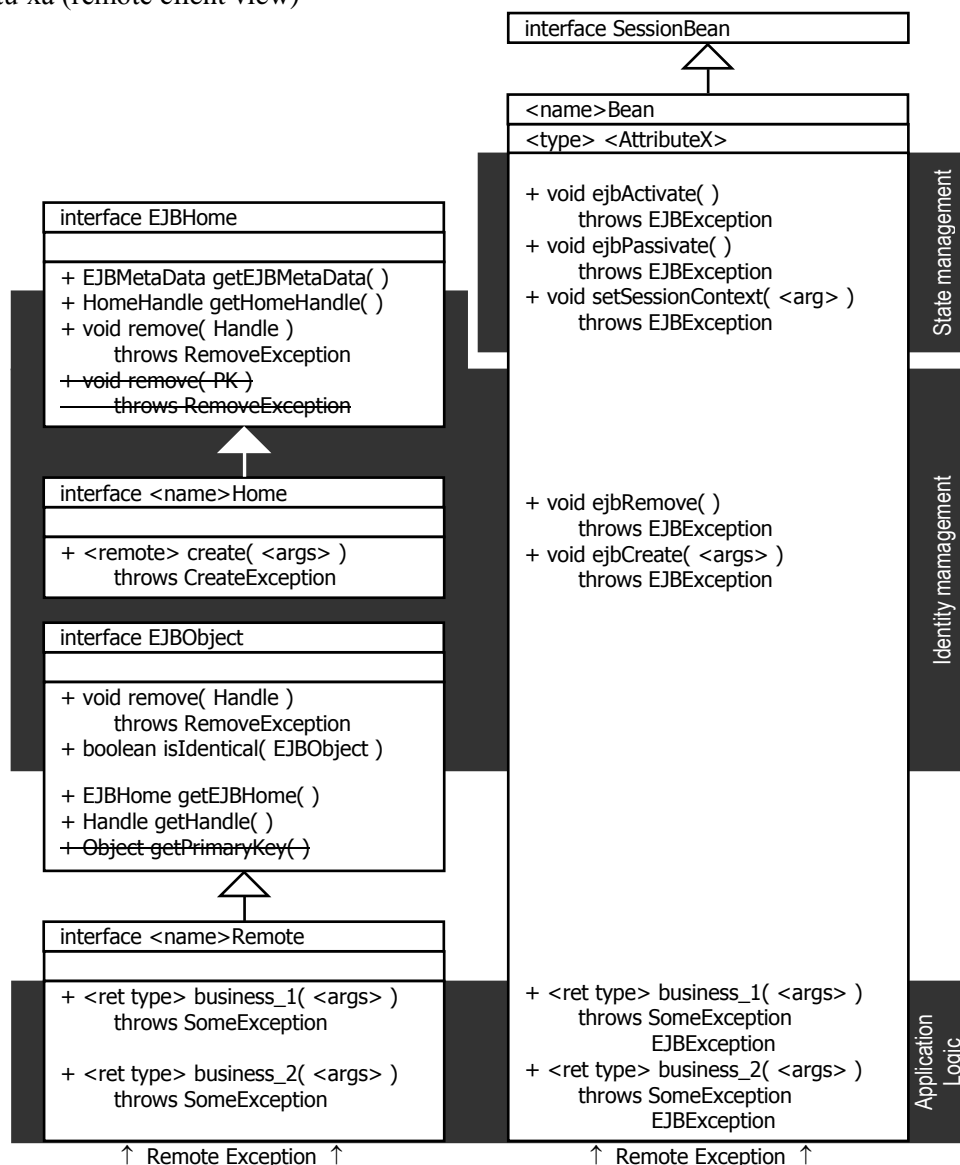 (remote client view)
interface SessionBean
<name>Bean
<type> <AttributeX>
+ void ejbActivate( )
throws EJBException
+ void ejbPassivate( )
throws EJBException
+ void setSessionContext( <arg> )
throws EJBException
+ void ejbRemove( )
throws EJBException
+ void ejbCreate( <args> )
throws EJBException
+ <ret type> business_1( <args> )
throws SomeException
EJBException
+ <ret type> business_2( <args> )
throws SomeException
EJBException
↑ Remote Exception ↑
interface EJBHome
+ EJBMetaData getEJBMetaData( )
+ HomeHandle getHomeHandle( )
+ void remove( Handle )
throws RemoveException
+ void remove( PK )
throws RemoveException
interface <name>Home
+ <remote> create( <args> )
throws CreateException
interface EJBObject
+ void remove( Handle )
throws RemoveException
+ boolean isIdentical( EJBObject )
+ EJBHome getEJBHome( )
+ Handle getHandle( )
+ Object getPrimaryKey( )
interface <name>Remote
+ <ret type> business_1( <args> )
throws SomeException
+ <ret type> business_2( <args> )
throws SomeException
↑ Remote Exception ↑
State management
Identity mamagement
Application
Logic